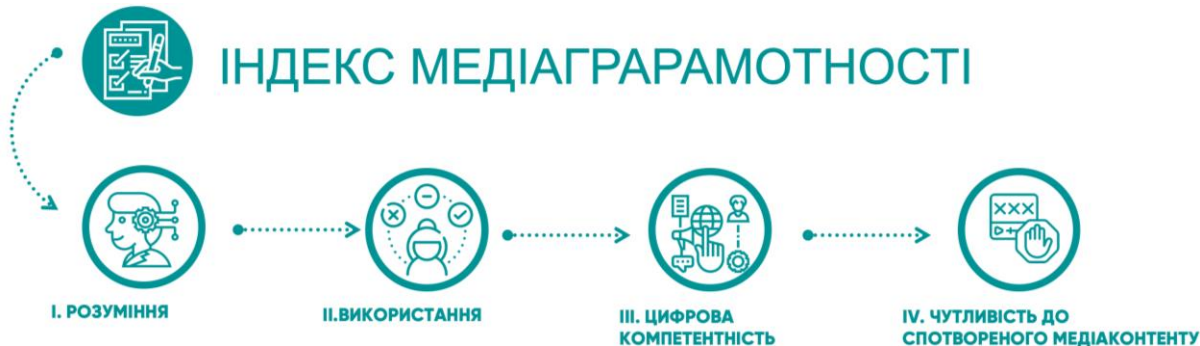 ІНДЕКС МЕДІАГРАРАМОТНОСТІ
I. РОЗУМІННЯ
II.ВИКОРИСТАННЯ
III. ЦИФРОВА
КОМПЕТЕНТНІСТЬ
IV. ЧУТЛИВІСТЬ ДО
СПОТВОРЕНОГО МЕДІАКОНТЕНТУ